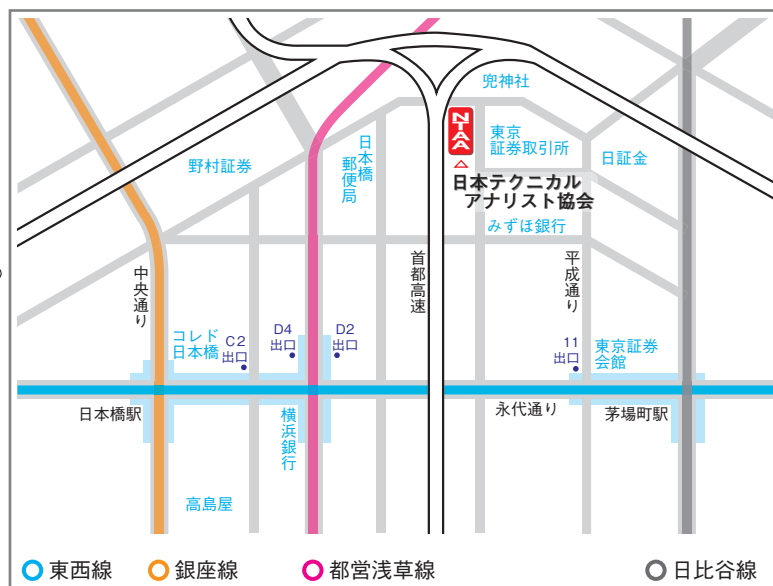 兜神社
NTAA
東京
証券取引所
日本橋
郵便局
野村証券
日証金
日本テクニカル
アナリスト協会
みずほ銀行
中央通り
首都高速
平成通り
コレド
日本橋
C2
出口
D4
出口
D2
出口
11
出口
東京証券
会館
日本橋駅
横浜銀行
永代通り
茅場町駅
高島屋
東西線
銀座線
都営浅草線
日比谷線